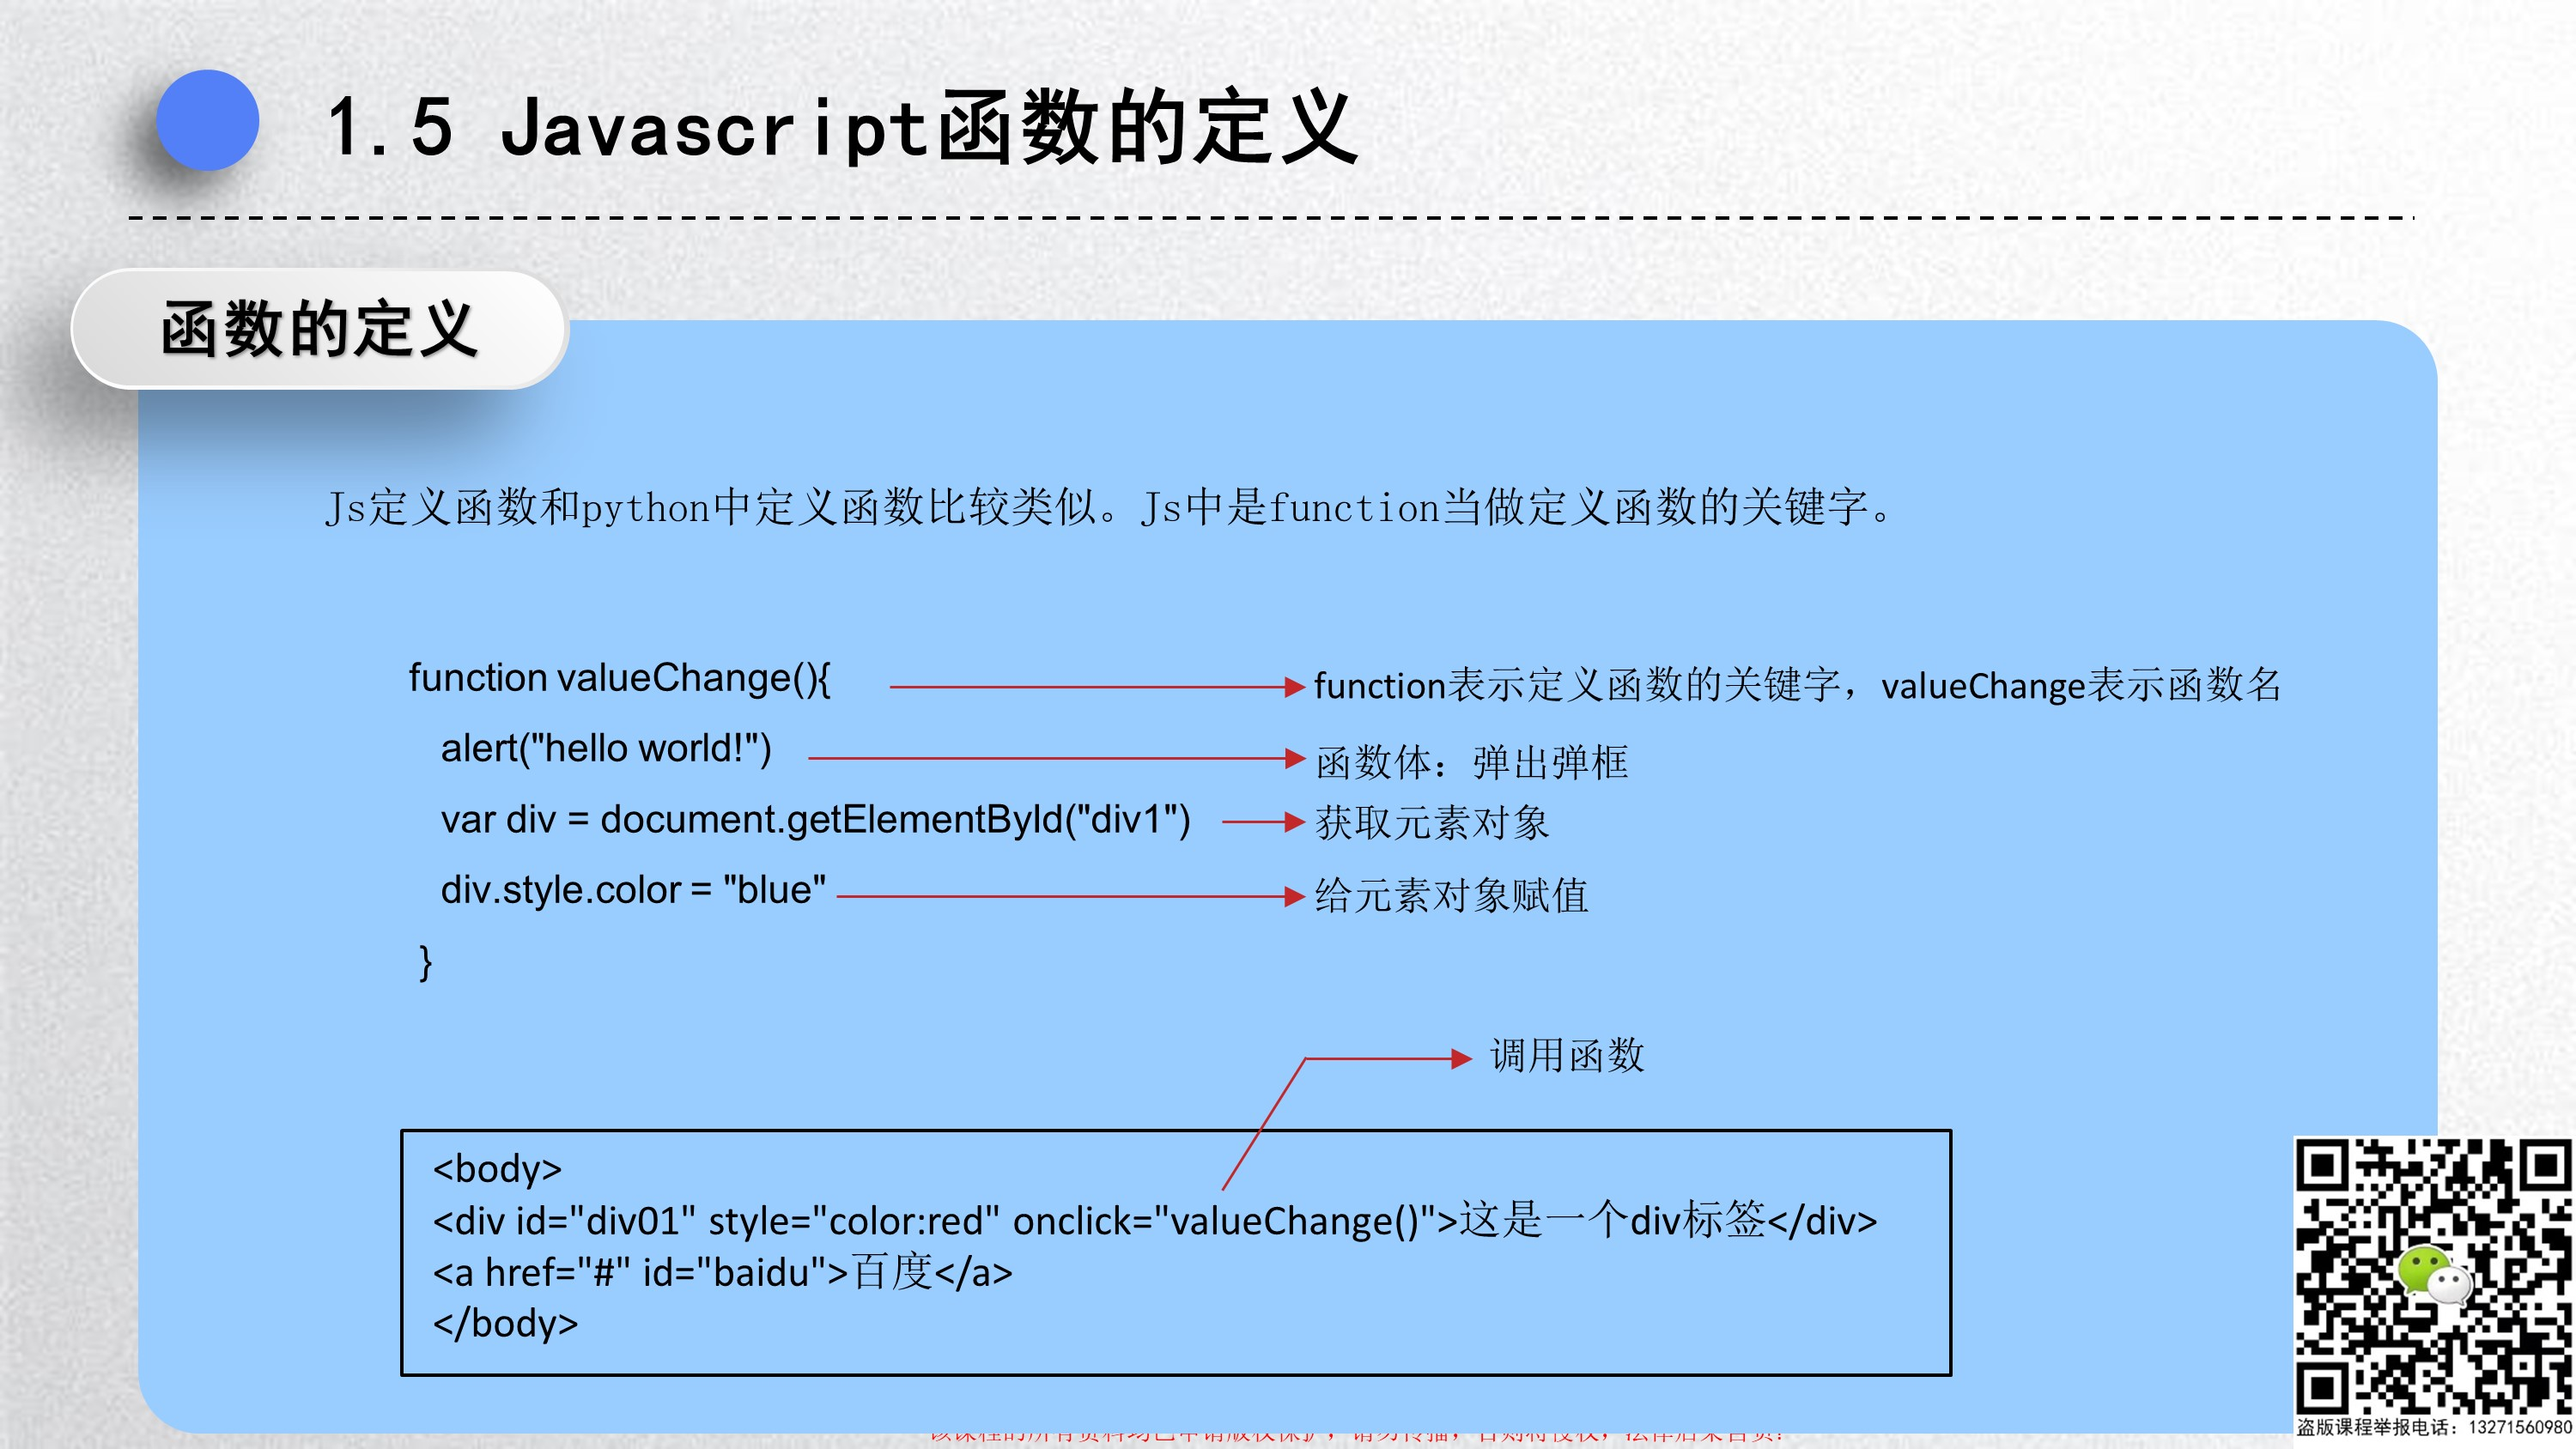 1.5 Javascript函数的定义
函数的定义
Js定义函数和python中定义函数比较类似。Js中是function当做定义函数的关键字。
function valueChange(){
function表示定义函数的关键字，valueChange表示函数名
alert("hello world!")
函数体：弹出弹框
var div = document.getElementById("div1")
获取元素对象
div.style.color = "blue"
给元素对象赋值
}
调用函数
<body>
<div id="div01" style="color:red" onclick="valueChange()">这是一个div标签</div>
<a href="#" id="baidu">百度</a>
</body>
盗版课程举报电话：13271560980